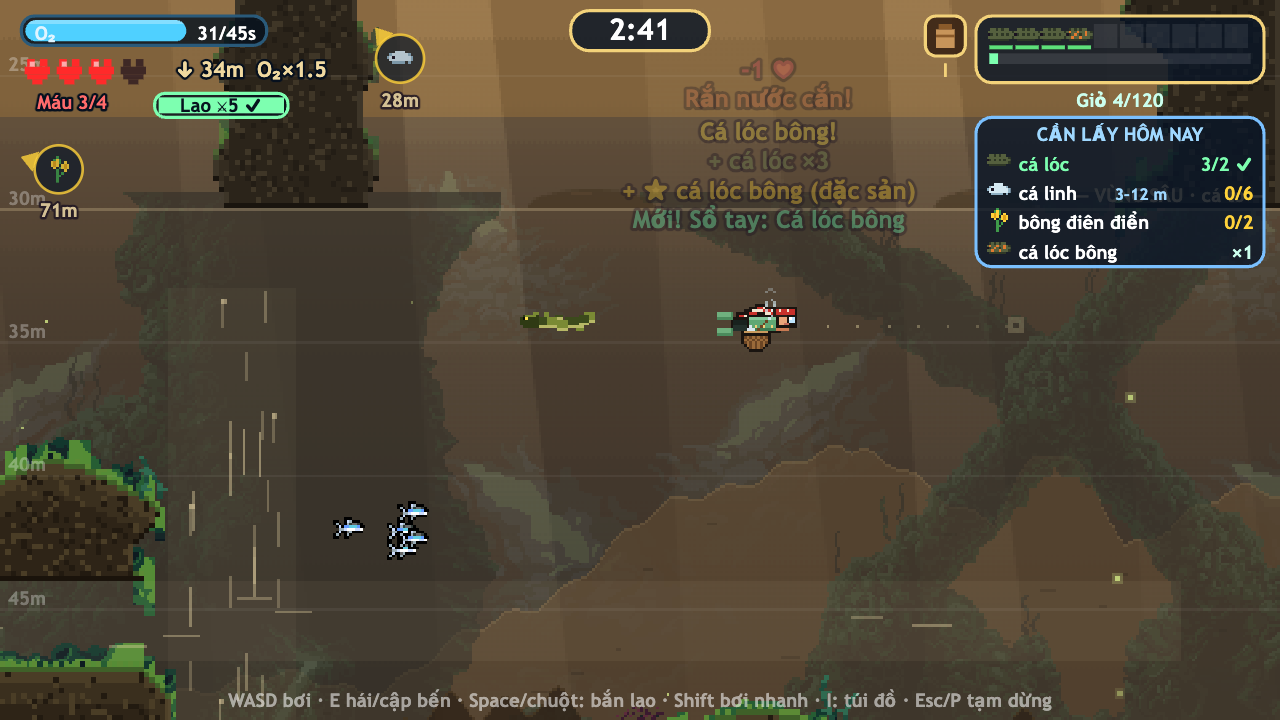 O₂ 31/45s
2:41
25m
↓ 34m O₂×1.5
Máu 3/4
Lao ×5 ✓
28m
-1
Rắn nước cắn!
Cá lóc bông!
+ cá lóc ×3
+ ★ cá lóc bông (đặc sản)
Mới! Sổ tay: Cá lóc bông
Giỏ 4/120
CẦN LẤY HÔM NAY
cá lóc 3/2 ✓
cá linh 3-12 m 0/6
bông điên điển 0/2
cá lóc bông ×1
71m
30m
35m
40m
45m
WASD bơi · E hái/cập bến · Space/chuột: bắn lao · Shift bơi nhanh · I: túi đồ · Esc/P tạm dừng